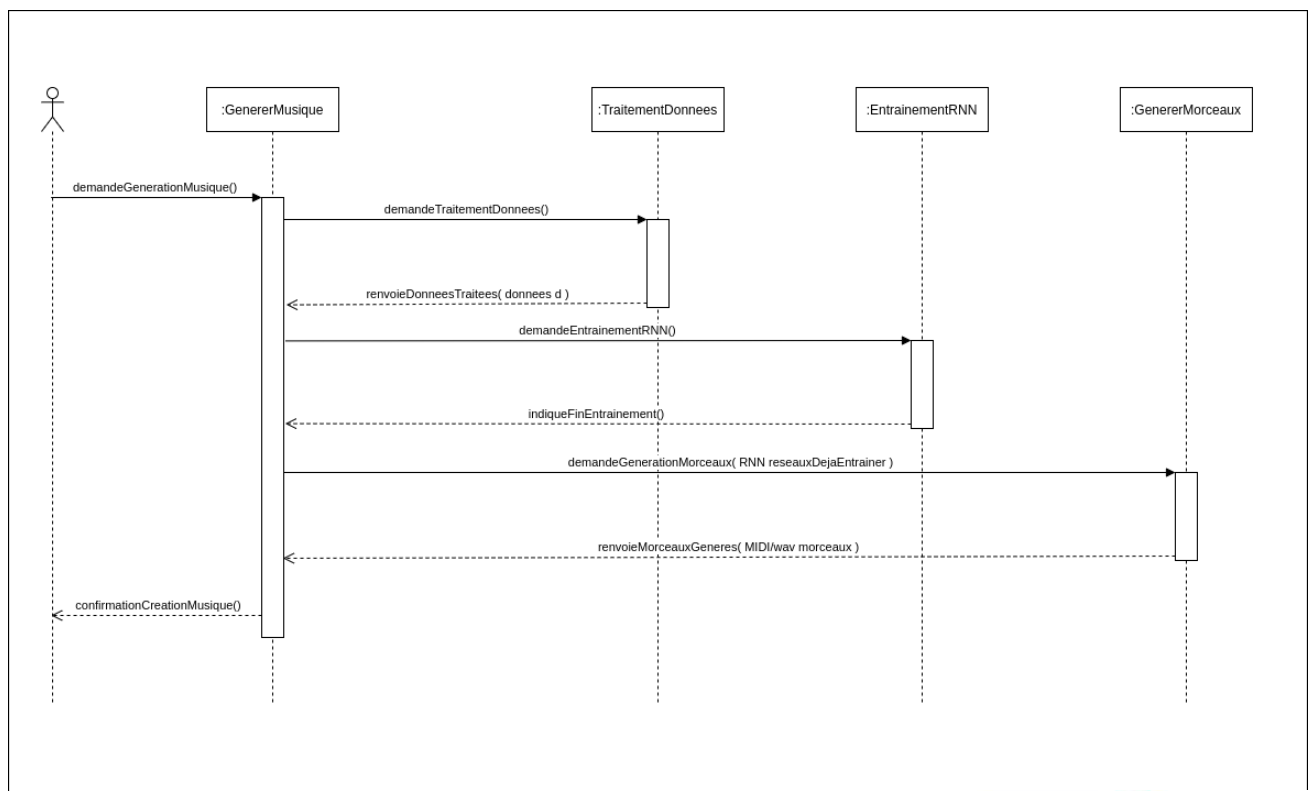 :GenererMusique
:TraitementDonnees
:EntrainementRNN
:GenererMorceaux
demandeGenerationMusique()
demandeTraitementDonnees()
renvoieDonneesTraitees( donnees d )
demandeEntrainementRNN()
indiqueFinEntrainement()
demandeGenerationMorceaux( RNN reseauxDejaEntrainer )
renvoieMorceauxGeneres( MIDI/wav morceaux )
confirmationCreationMusique()